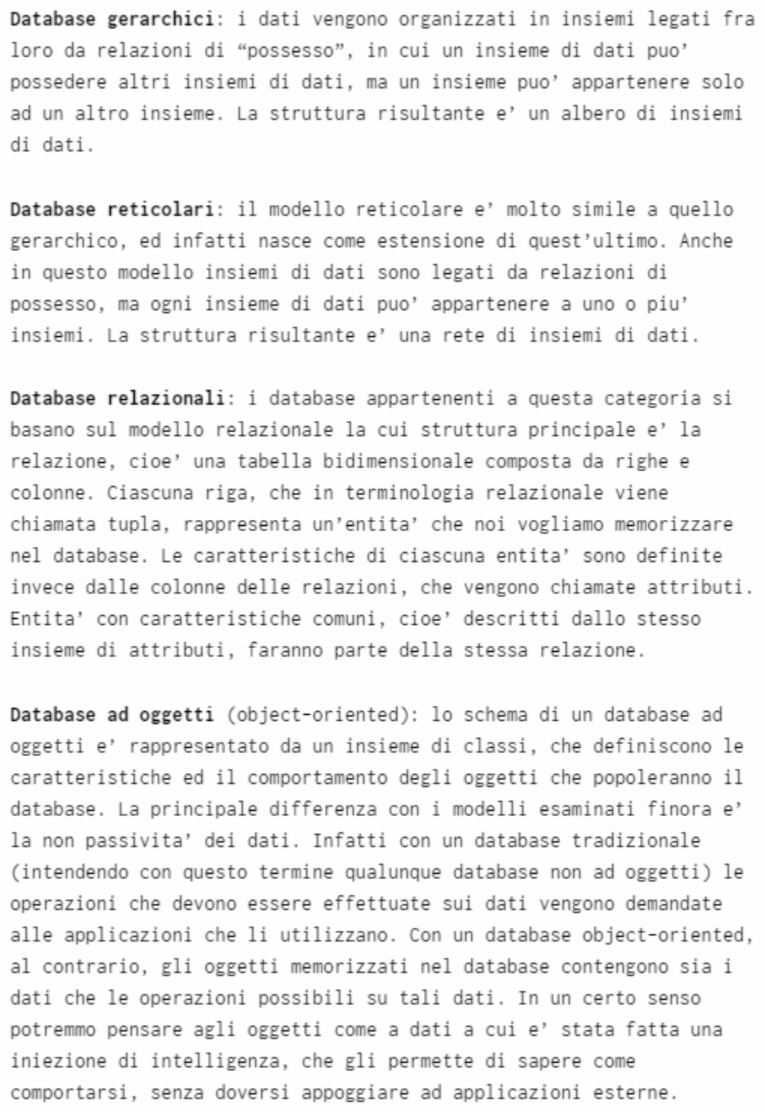 Database gerarchici: i dati vengono organizzati in insiemi legati fra
loro da relazioni di “possesso”, in cui un insieme di dati puo’
possedere altri insiemi di dati, ma un insieme puo’ appartenere solo
ad un altro insieme. La struttura risultante e’ un albero di insiemi
di dati.

Database reticolari: il modello reticolare e’ molto simile a quello
gerarchico, ed infatti nasce come estensione di quest’ultimo. Anche
in questo modello insiemi di dati sono legati da relazioni di
possesso, ma ogni insieme di dati puo’ appartenere a uno o piu’
insiemi. La struttura risultante e’ una rete di insiemi di dati.

Database relazionali: i database appartenenti a questa categoria si
basano sul modello relazionale la cui struttura principale e’ la
relazione, cioe’ una tabella bidimensionale composta da righe e
colonne. Ciascuna riga, che in terminologia relazionale viene
chiamata tupla, rappresenta un’entita’ che noi vogliamo memorizzare
nel database. Le caratteristiche di ciascuna entita’ sono definite
invece dalle colonne delle relazioni, che vengono chiamate attributi.
Entita’ con caratteristiche comuni, cioe’ descritti dallo stesso
insieme di attributi, faranno parte della stessa relazione.

Database ad oggetti (object-oriented): lo schema di un database ad
oggetti e’ rappresentato da un insieme di classi, che definiscono le
caratteristiche ed il comportamento degli oggetti che popoleranno il
database. La principale differenza con i modelli esaminati finora e’
la non passivita’ dei dati. Infatti con un database tradizionale
(intendendo con questo termine qualunque database non ad oggetti) le
operazioni che devono essere effettuate sui dati vengono demandate
alle applicazioni che li utilizzano. Con un database object-oriented,
al contrario, gli oggetti memorizzati nel database contengono sia i
dati che le operazioni possibili su tali dati. In un certo senso
potremmo pensare agli oggetti come a dati a cui e’ stata fatta una
iniezione di intelligenza, che gli permette di sapere come
comportarsi, senza doversi appoggiare ad applicazioni esterne.